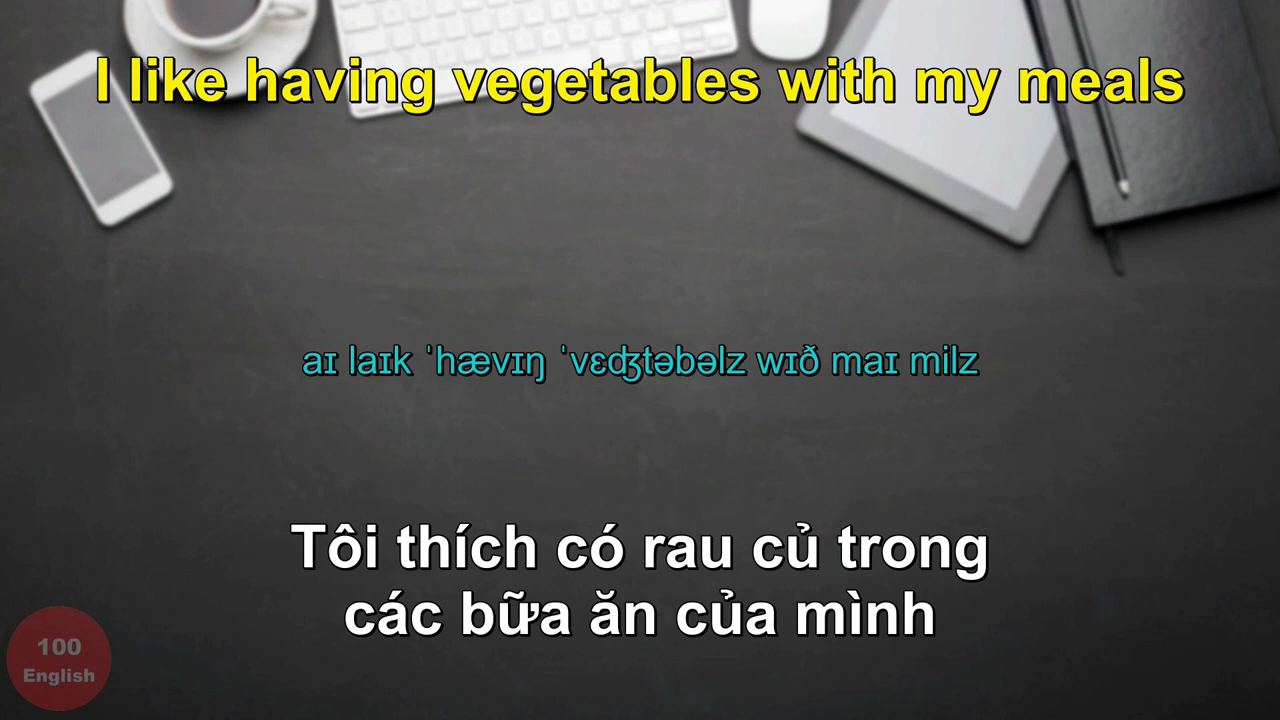 I like having vegetables with my meals
aɪ laɪk ˈhævɪŋ ˈvɛʤtəbəlz wɪð maɪ milz
Tôi thích có rau củ trong
các bữa ăn của mình
100
English